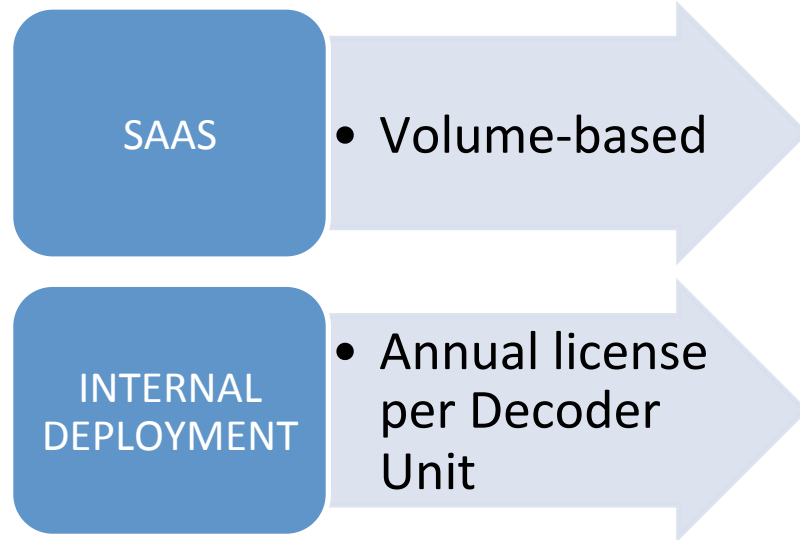 SAAS
• Volume-based
INTERNAL
DEPLOYMENT
• Annual license
per Decoder
Unit